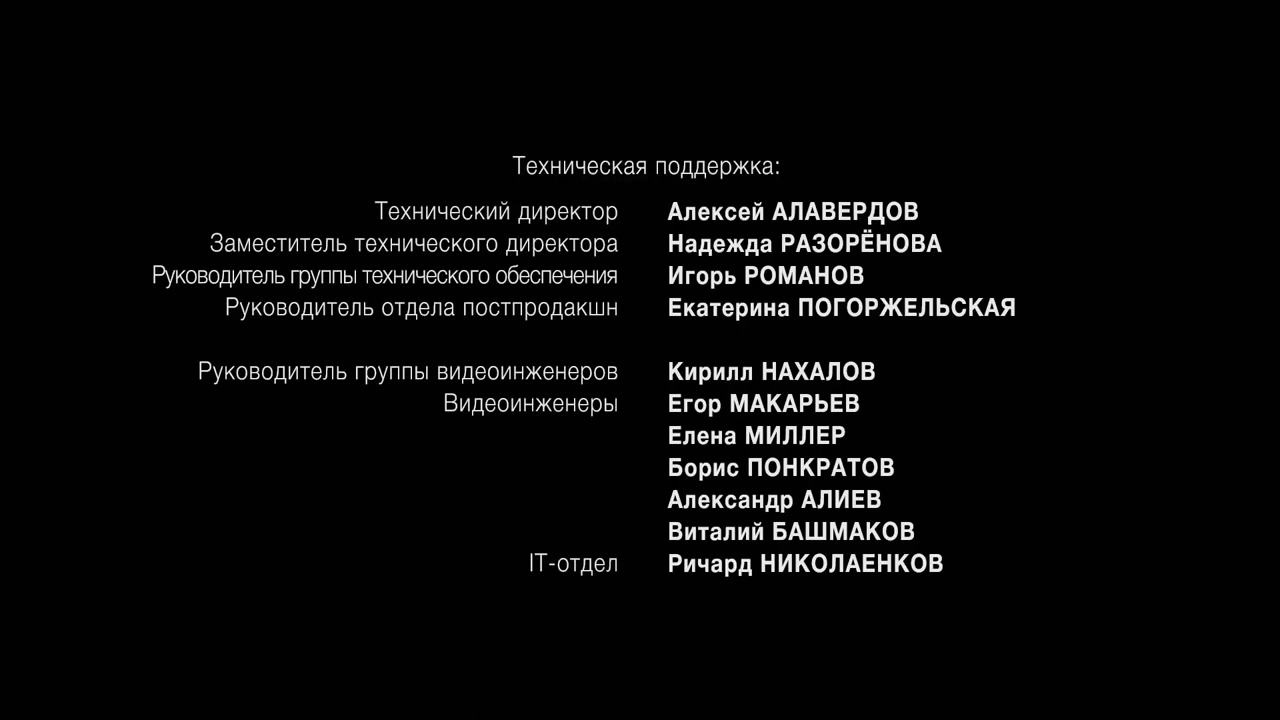 Техническая поддержка:
Технический директор Алексей АЛАВЕРДОВ
Заместитель технического директора Надежда РАЗОРЁНОВА
Руководитель группы технического обеспечения Игорь РОМАНОВ
Руководитель отдела постпродакшн Екатерина ПОГОРЖЕЛЬСКАЯ
Руководитель группы видеоинженеров Кирилл НАХАЛОВ
Видеоинженеры Егор МАКАРЬЕВ
Елена МИЛЛЕР
Борис ПОНКРАТОВ
Александр АЛИЕВ
Виталий БАШМАКОВ
IT-отдел Ричард НИКОЛАЕНКОВ